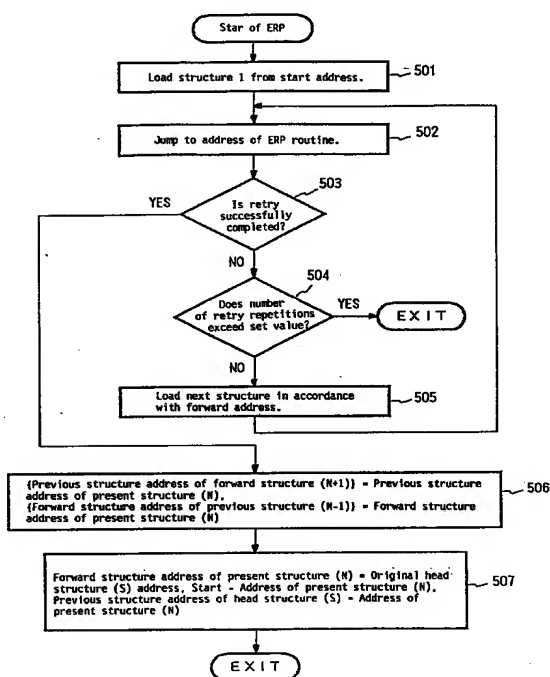 Star of ERP
Load structure 1 from start address.
501
Jump to address of ERP routine.
502
503
YES
Is retry
successfully
completed?
NO
504
Does number
of retry repetitions
exceed set value?
YES
EXIT
NO
Load next structure in accordance
with forward address.
505
{Previous structure address of forward structure (N+1)} = Previous structure
address of present structure (N),
{Forward structure address of previous structure (N-1)} = Forward structure
address of present structure (N)
506
Forward structure address of present structure (N) = Original head
structure (S) address, Start = Address of present structure (N),
Previous structure address of head structure (S) = Address of
present structure (N)
507
EXIT